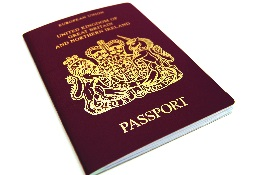 EUROPEAN UNION
UNITED KINGDOM OF
GREAT BRITAIN
AND NORTHERN IRELAND
PASSPORT